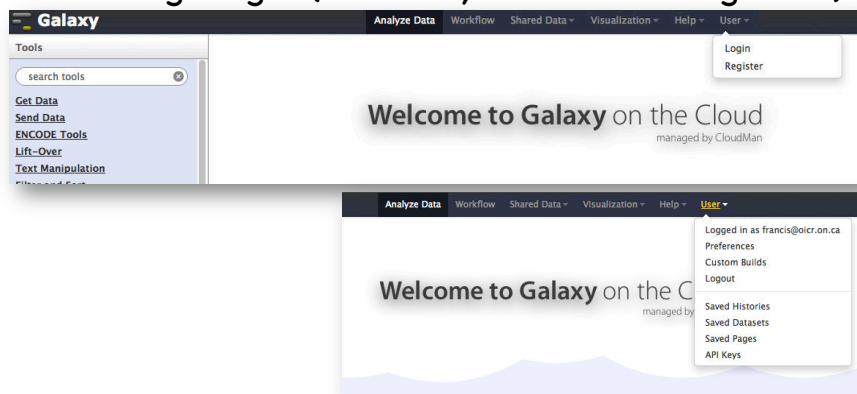 Galaxy
Analyze Data Workflow Shared Data Visualization Help User
Tools
Login
Register
search tools
Get Data
Send Data
ENCODE Tools
Lift-Over
Text Manipulation
Welcome to Galaxy on the Cloud
managed by CloudMan
Analyze Data Workflow Shared Data Visualization Help User
Logged in as francis@oicr.on.ca
Preferences
Custom Builds
Logout
Saved Histories
Saved Datasets
Saved Pages
API Keys
Welcome to Galaxy on the C
managed by